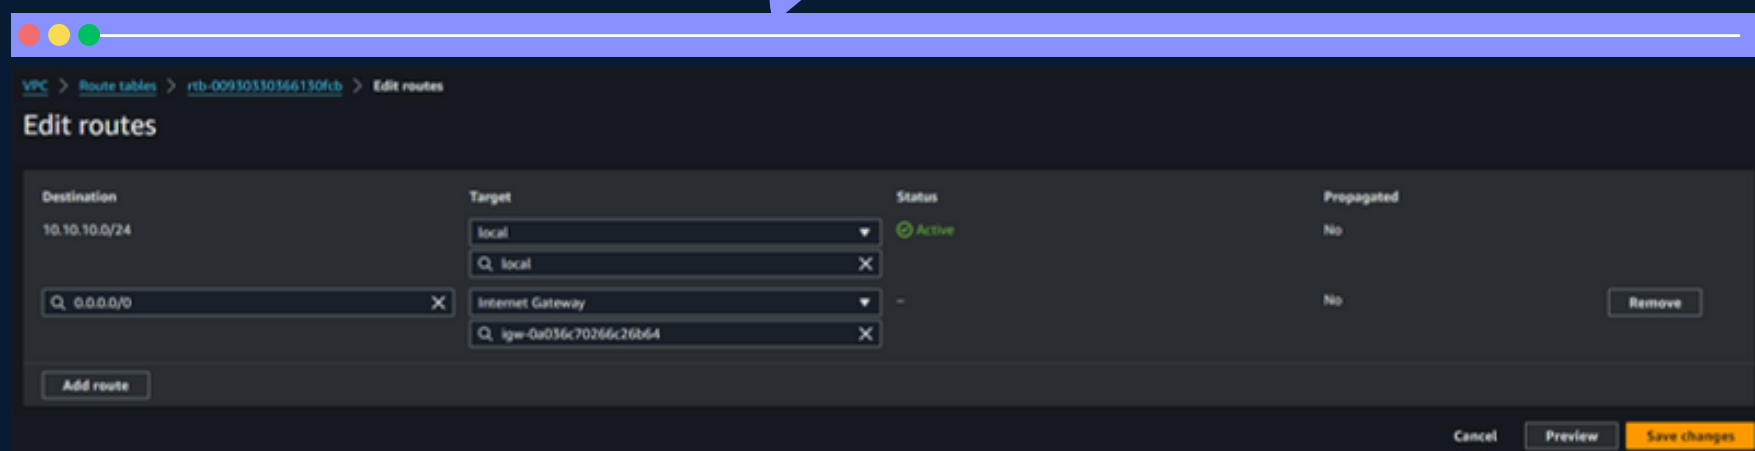 VPC > Route tables > rtb-00930330366130fcb > Edit routes
Edit routes
Destination Target Status Propagated
10.10.10.0/24 local Active No
local
0.0.0.0/0 Internet Gateway – No Remove
igw-0a036c70266c26b64
Add route
Cancel Preview Save changes